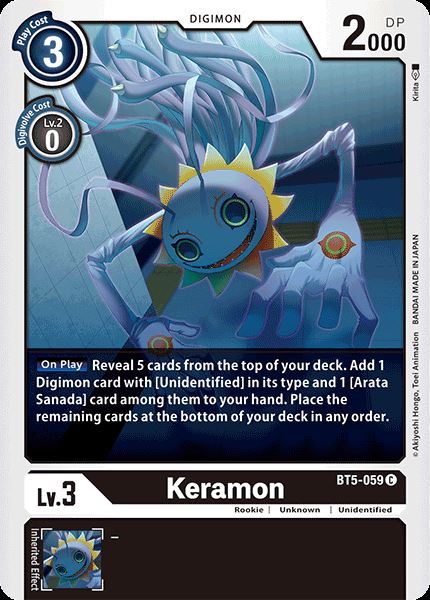 DIGIMON
Play Cost
3
DP
2000
Digivolve Cost
Lv.2
0
Kirita
© Akiyoshi Hongo, Toei Animation BANDAI MADE IN JAPAN
On Play Reveal 5 cards from the top of your deck. Add 1
Digimon card with [Unidentified] in its type and 1 [Arata
Sanada] card among them to your hand. Place the
remaining cards at the bottom of your deck in any order.
Lv.3
Keramon
BT5-059 C
Rookie | Unknown | Unidentified
Inherited Effect
–